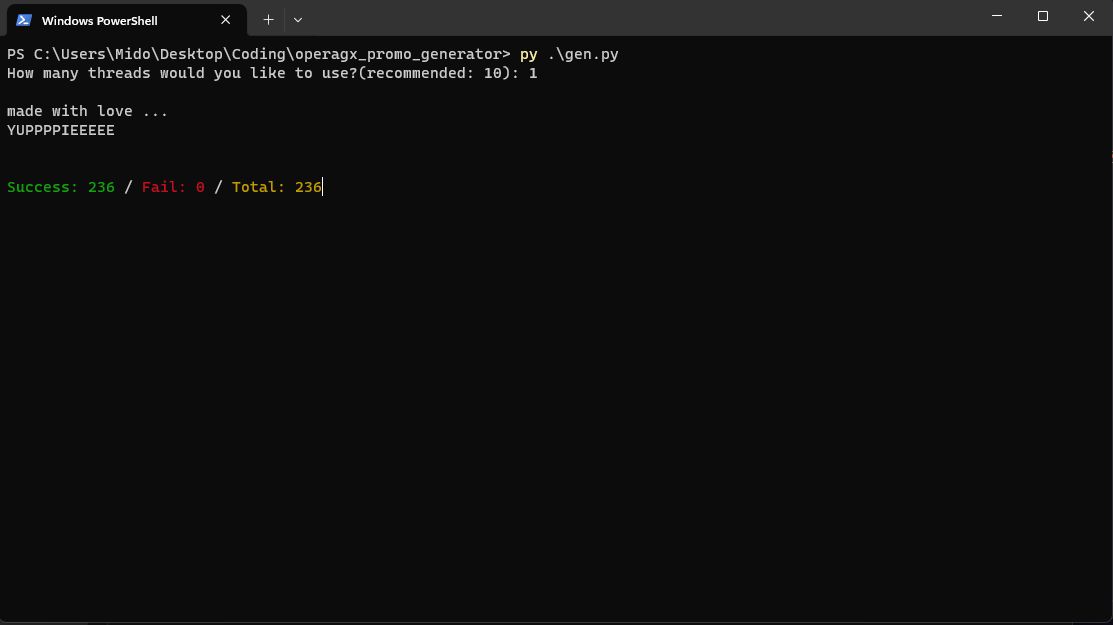 Windows PowerShell
PS C:\Users\Mido\Desktop\Coding\operagx_promo_generator> py .\gen.py
How many threads would you like to use?(recommended: 10): 1
made with love ...
YUPPPPIEEEEE
Success: 236 / Fail: 0 / Total: 236